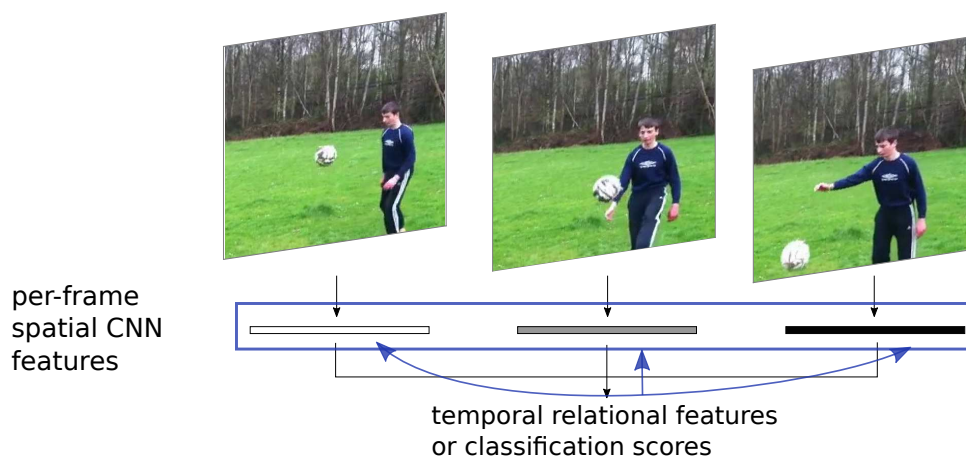 per-frame
spatial CNN
features
temporal relational features
or classification scores